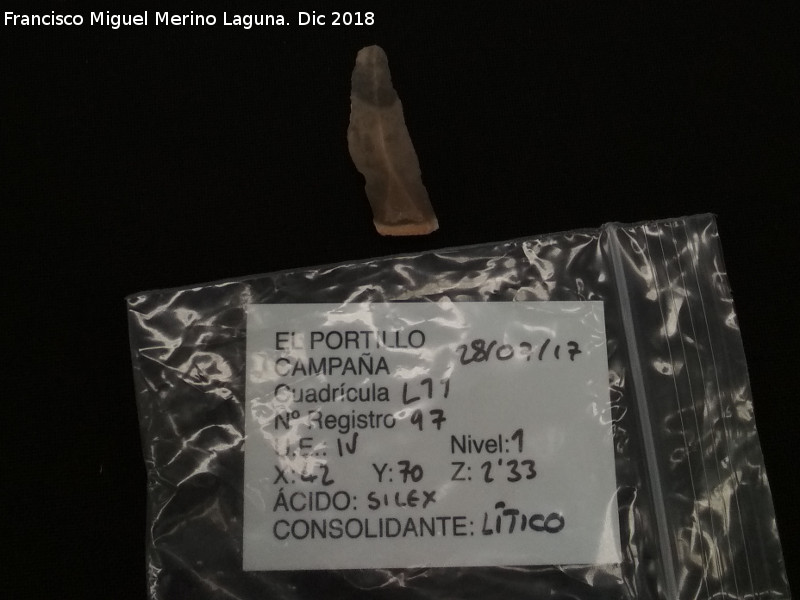 Francisco Miguel Merino Laguna. Dic 2018
EL PORTILLO
CAMPAÑA 28/07/17
Cuadrícula L11
Nº Registro 97
U.E.: IV Nivel: 1
X: 42 Y: 70 Z: 2'33
ÁCIDO: SILEX
CONSOLIDANTE: LÍTICO